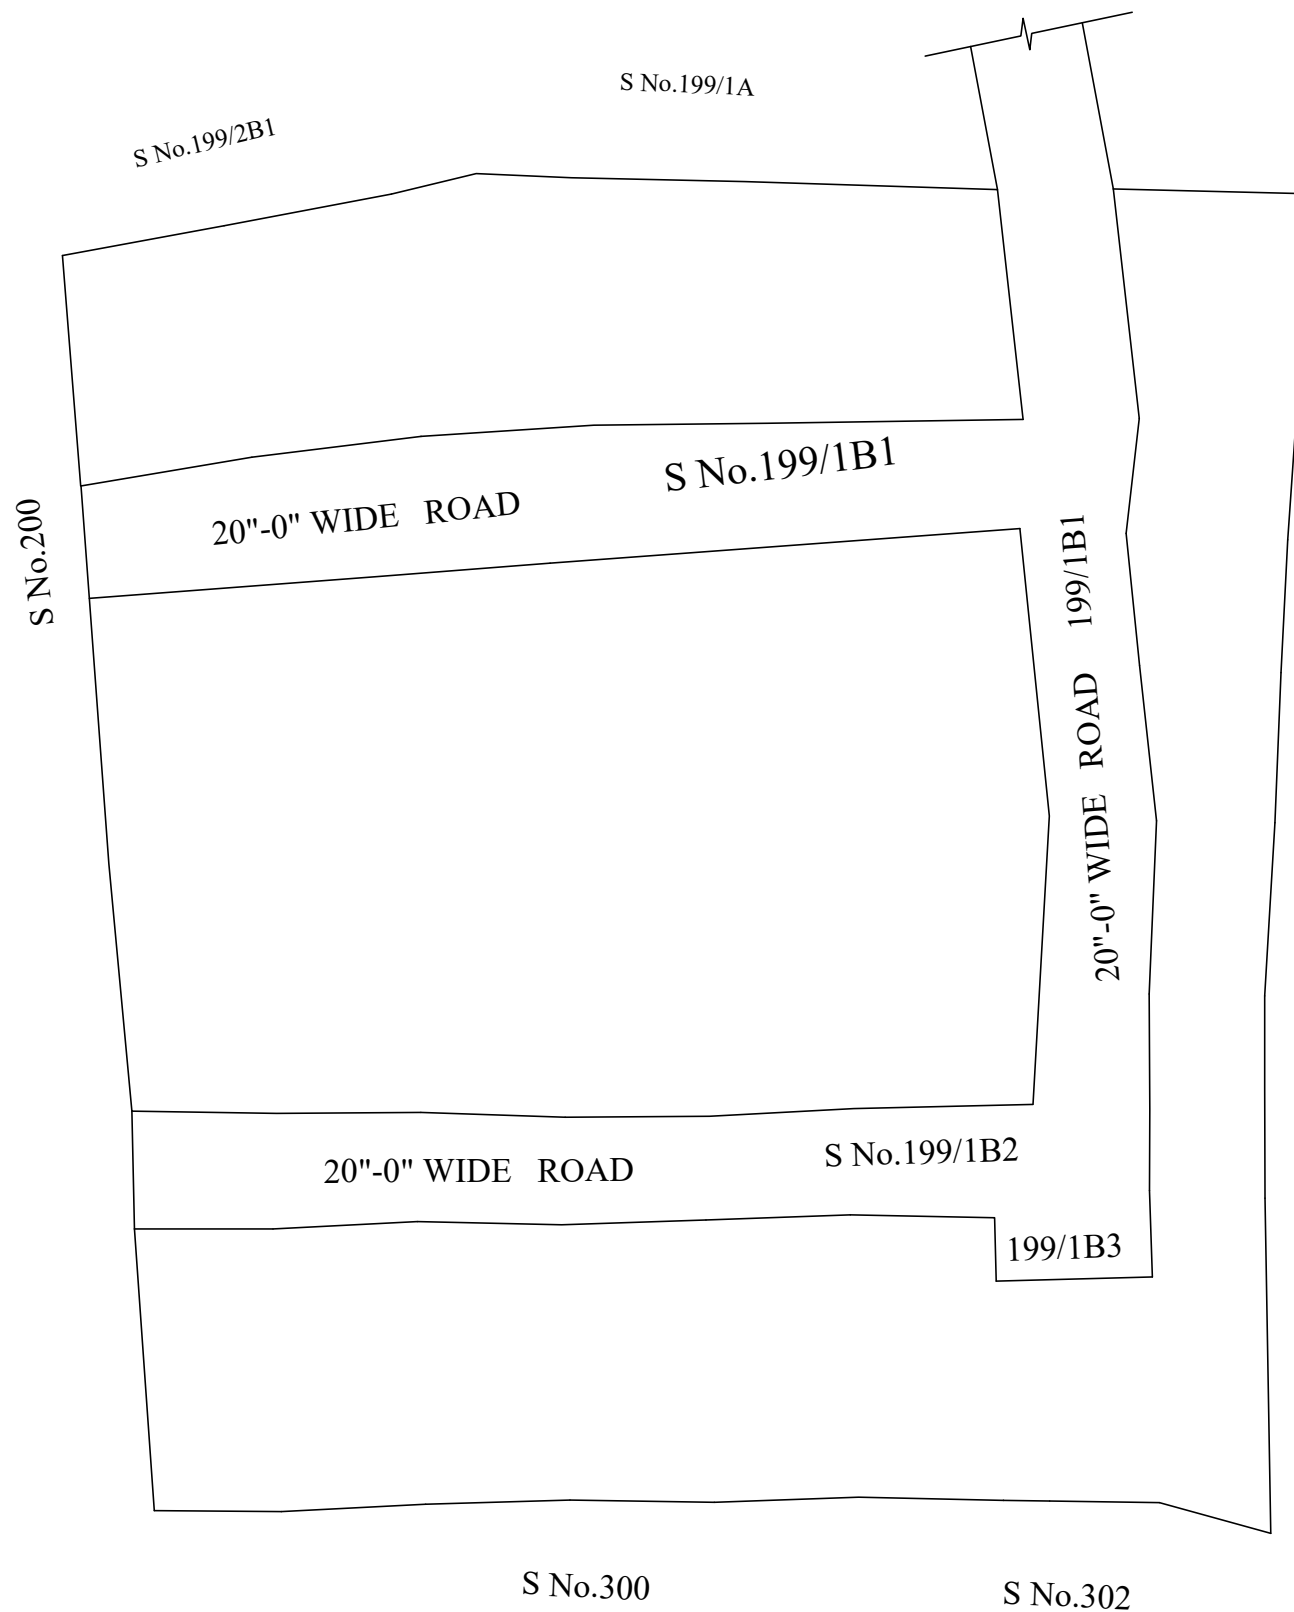 S No.199/1A
S No.199/2B1
S No.199/1B1
20"-0" WIDE ROAD
S No.200
20"-0" WIDE ROAD 199/1B1
20"-0" WIDE ROAD
S No.199/1B2
199/1B3
S No.300
S No.302